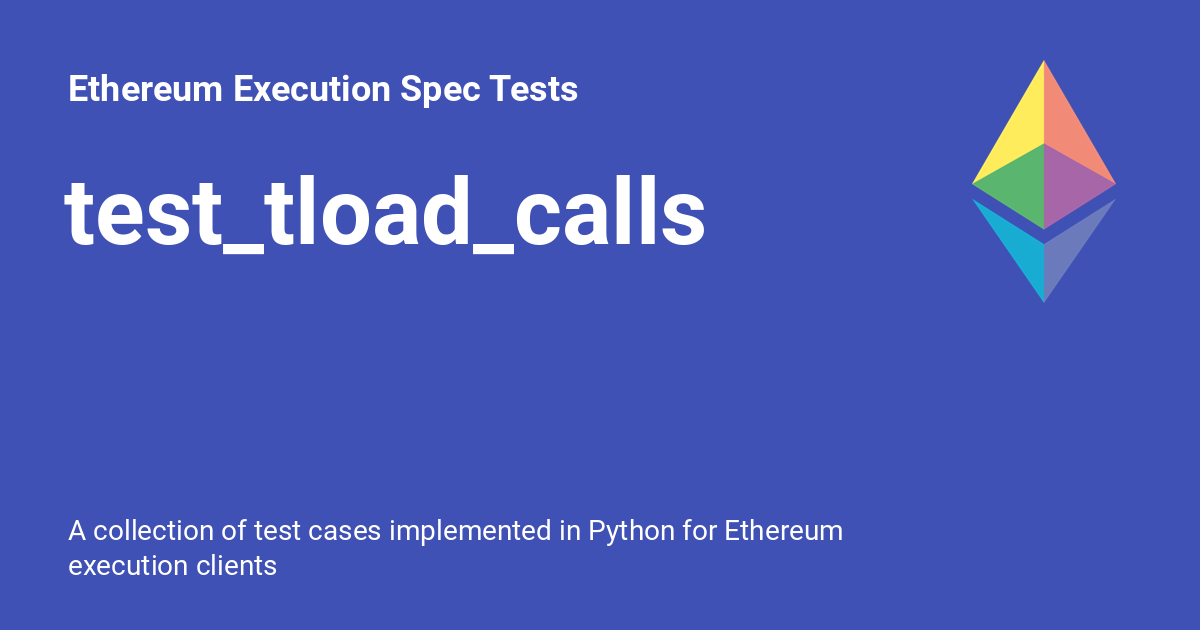 Ethereum Execution Spec Tests
test_tload_calls
A collection of test cases implemented in Python for Ethereum
execution clients